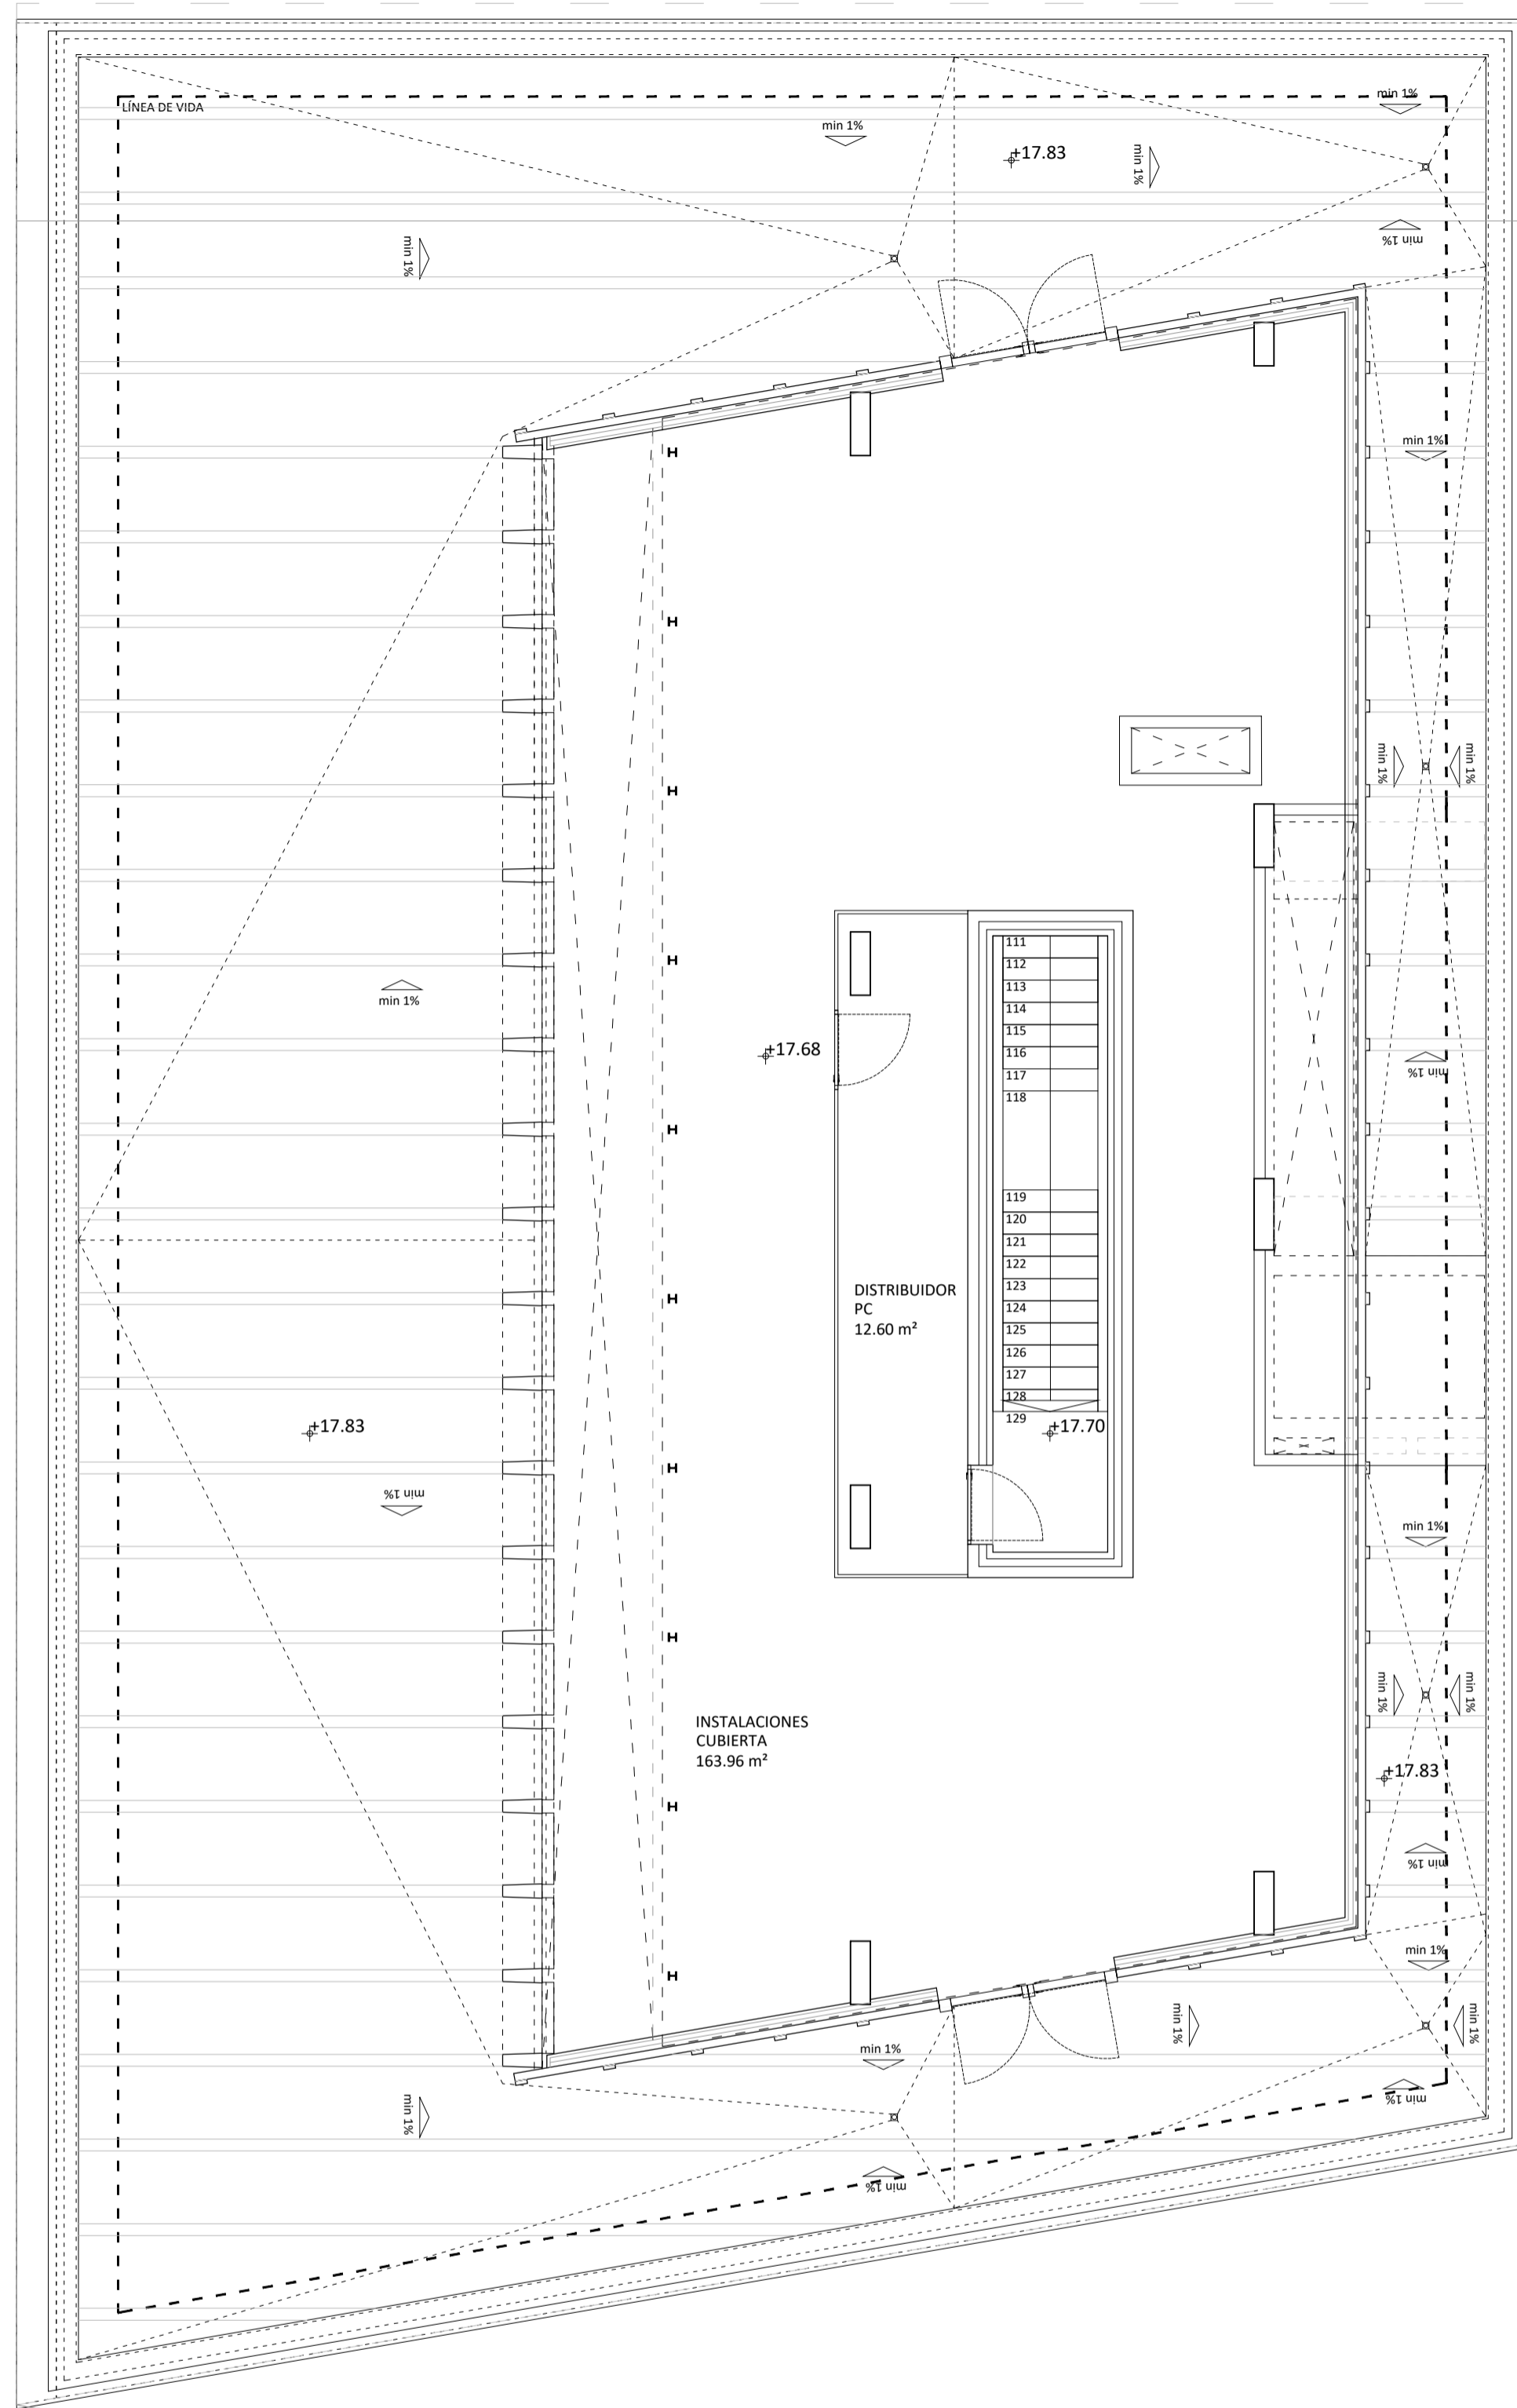 LÍNEA DE VIDA
min 1%
min 1%
+17.83
min 1%
min 1%
min 1%
min 1%
min 1%
min 1%
111
112
113
114
115
116
117
118
min 1%
+17.68
min 1%
119
120
121
122
123
124
125
126
127
128
129
DISTRIBUIDOR
PC
12.60 m²
+17.83
+17.70
min 1%
min 1%
min 1%
min 1%
INSTALACIONES
CUBIERTA
163.96 m²
+17.83
min 1%
min 1%
min 1%
min 1%
min 1%
min 1%
min 1%
min 1%